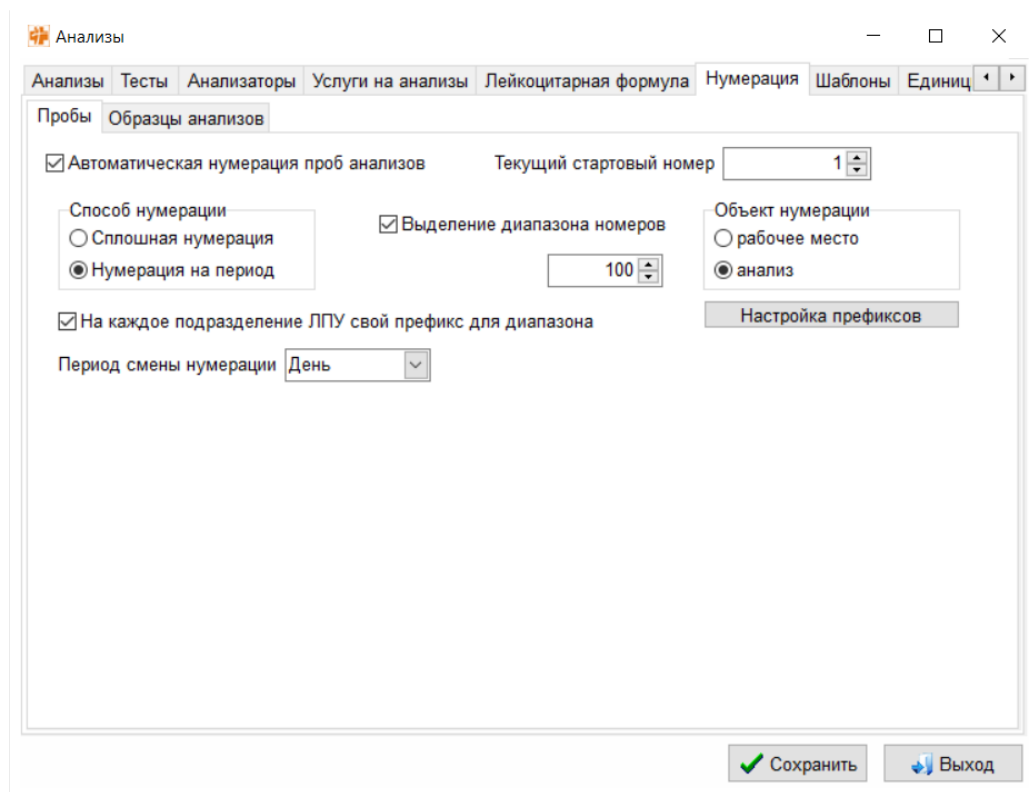 Анализы
Анализы Тесты Анализаторы Услуги на анализы Лейкоцитарная формула Нумерация Шаблоны Единиц
Пробы Образцы анализов
Автоматическая нумерация проб анализов Текущий стартовый номер 1
Способ нумерации Выделение диапазона номеров Объект нумерации
Сплошная нумерация рабочее место
Нумерация на период 100 анализ
На каждое подразделение ЛПУ свой префикс для диапазона Настройка префиксов
Период смены нумерации День
Сохранить Выход